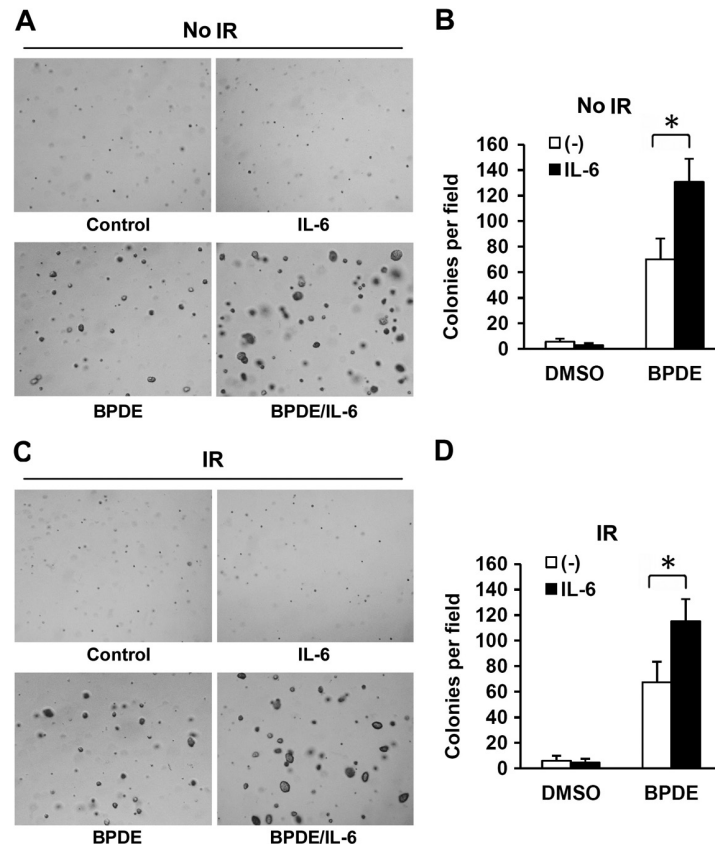 A
No IR
Control
IL-6
BPDE
BPDE/IL-6
B
No IR
(-)
IL-6
*
Colonies per field
160
140
120
100
80
60
40
20
0
DMSO
BPDE
C
IR
Control
IL-6
BPDE
BPDE/IL-6
D
IR
(-)
IL-6
*
Colonies per field
160
140
120
100
80
60
40
20
0
DMSO
BPDE